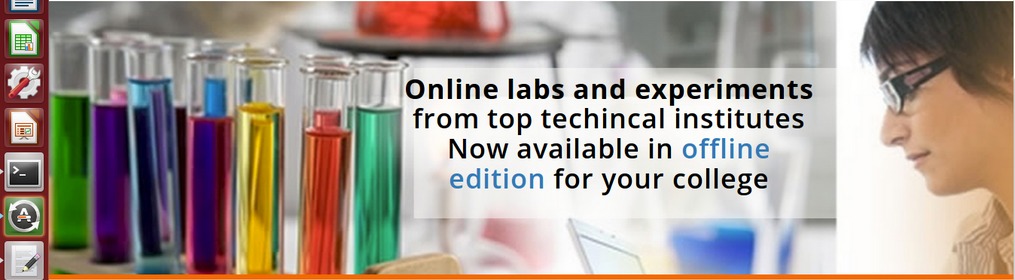 Online labs and experiments
from top techincal institutes
Now available in offline
edition for your college